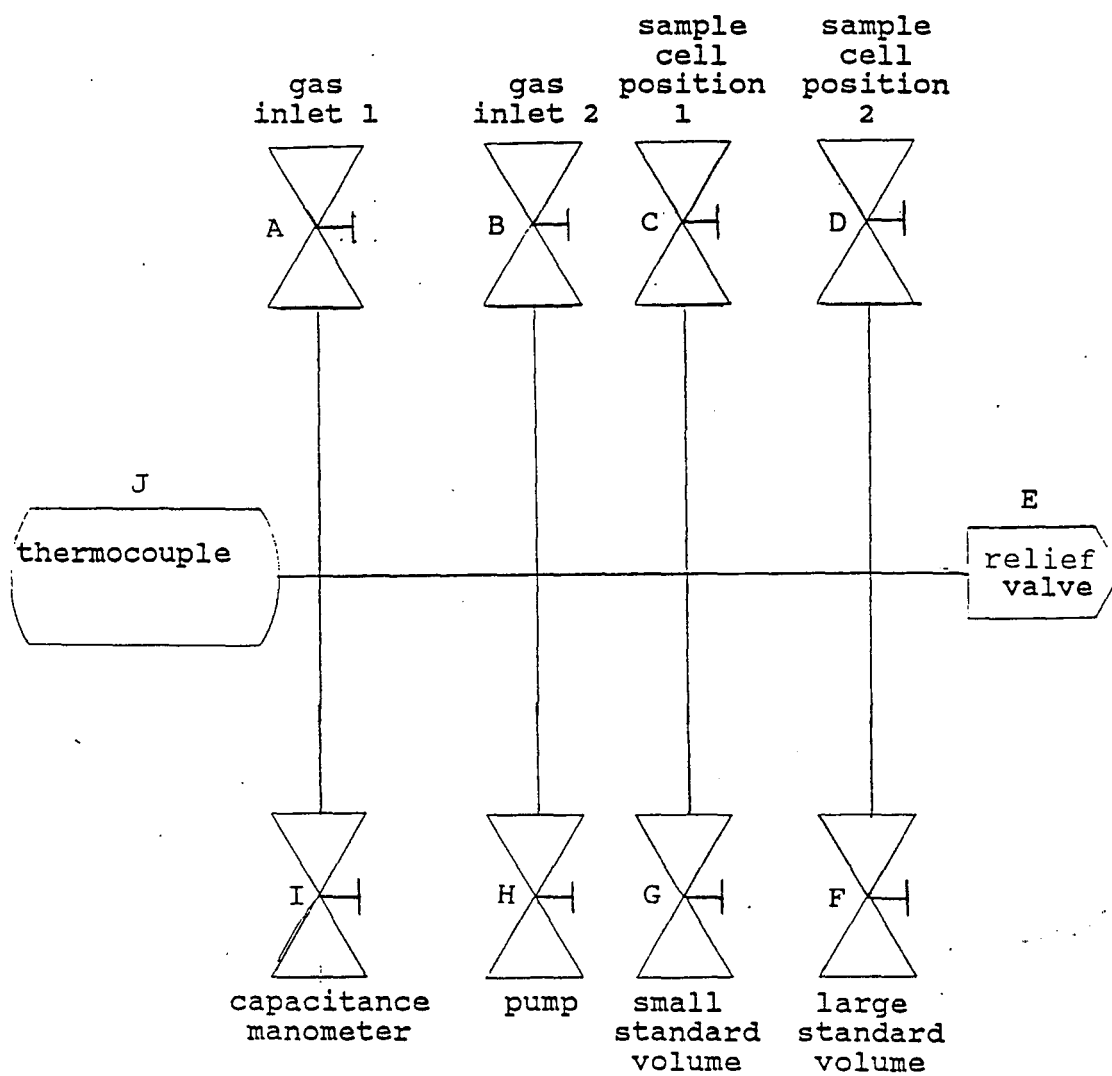 gas
inlet 1
gas
inlet 2
sample
cell
position
1
sample
cell
position
2
A
B
C
D
J
thermocouple
E
relief
valve
I
H
G
F
capacitance
manometer
pump
small
standard
volume
large
standard
volume